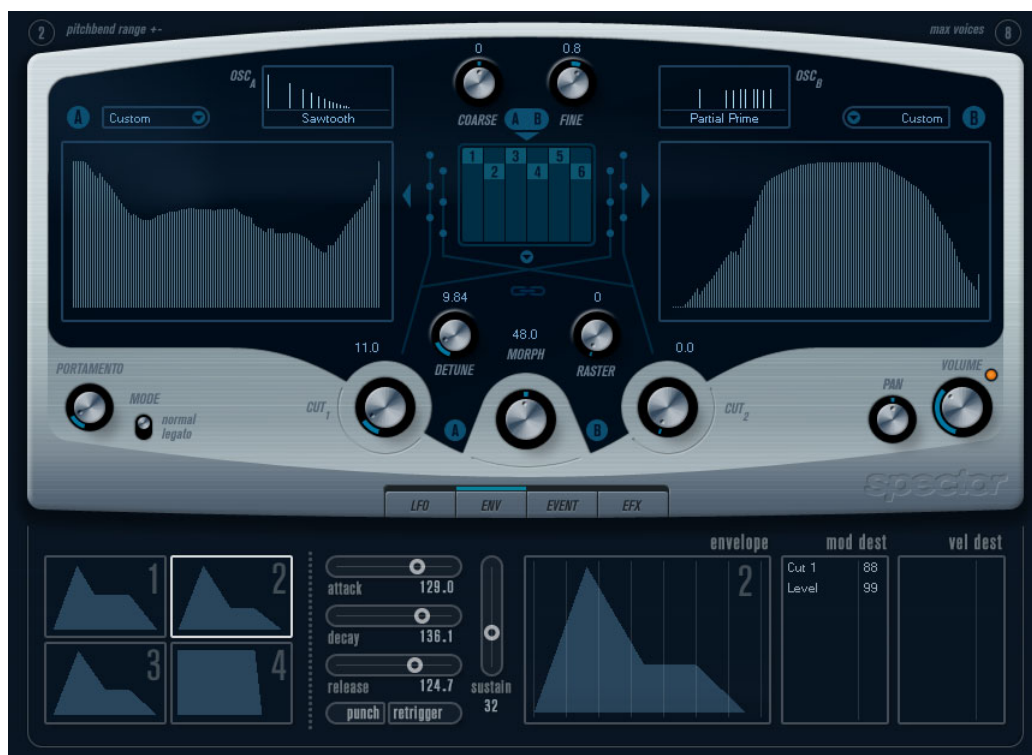 2 pitchbend range +-
max voices 8
0
0.8
OSC A
Sawtooth
COARSE
A B
FINE
Partial Prime
OSC B
A Custom
Custom B
1 2 3 4 5 6
9.84
DETUNE
48.0
MORPH
0
RASTER
11.0
CUT 1
0.0
CUT 2
A
B
PORTAMENTO
MODE
normal
legato
PAN
VOLUME
spector
LFO ENV EVENT EFX
envelope
mod dest
vel dest
1
2
3
4
attack 129.0
decay 136.1
release 124.7
punch retrigger
sustain
32
2
Cut 1 88
Level 99